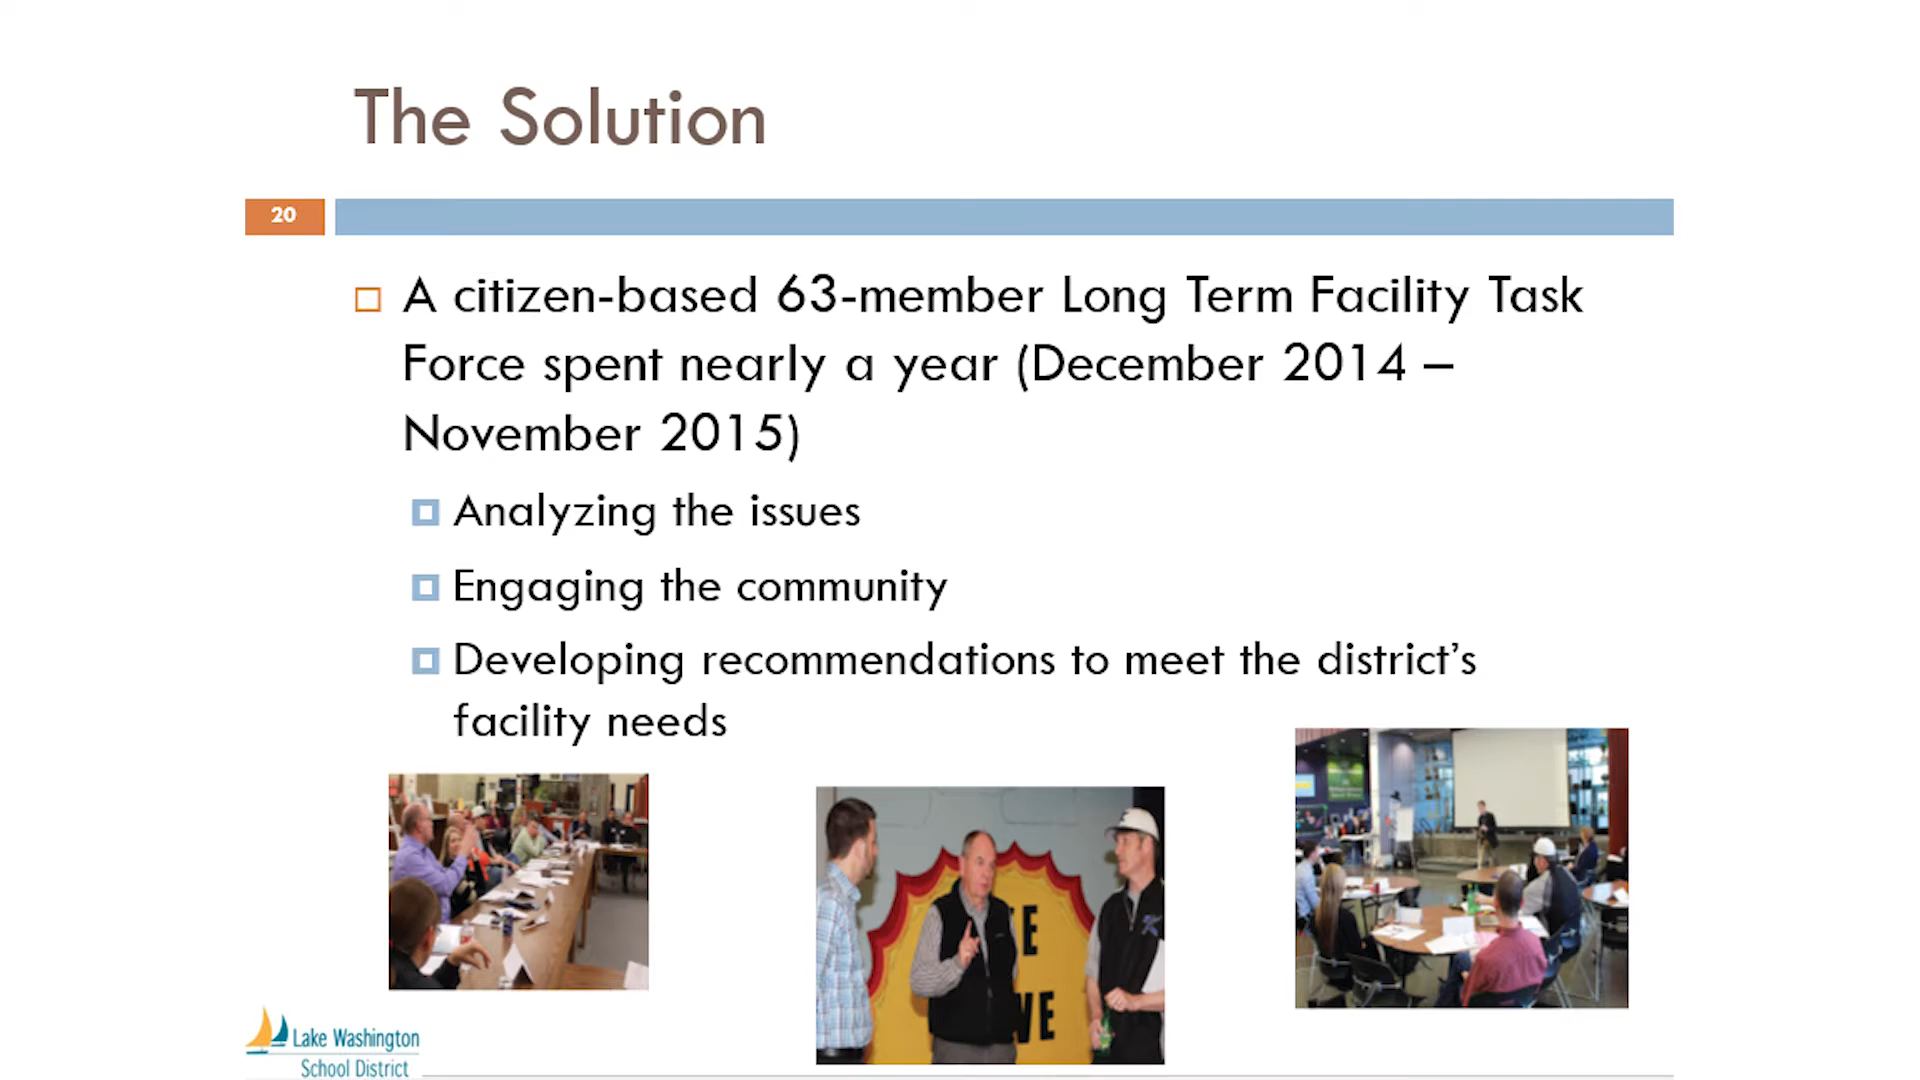 The Solution
20
A citizen-based 63-member Long Term Facility Task
Force spent nearly a year (December 2014 –
November 2015)
Analyzing the issues
Engaging the community
Developing recommendations to meet the district’s
facility needs
Lake Washington
School District